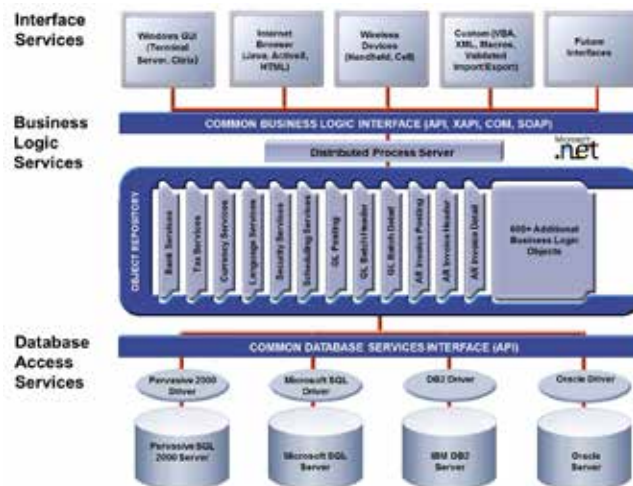 Interface
Services
Windows GUI
(Terminal
Server, Citrix)
Internet
Browser
(Java, ActiveX,
HTML)
Wireless
Devices
(Handheld, Cell)
Custom (VBA,
XML, Macros,
Validated
Import/Export)
Future
Interfaces
Business
Logic
Services
COMMON BUSINESS LOGIC INTERFACE (API, XAPI, COM, SOAP)
Distributed Process Server
Microsoft
.net
OBJECT REPOSITORY
Bank Services
Tax Services
Currency Services
Language Services
Security Services
Scheduling Services
GL Posting
GL Batch Header
GL Batch Detail
AR Invoice Posting
AR Invoice Header
AR Invoice Detail
600+ Additional
Business Logic
Objects
Database
Access
Services
COMMON DATABASE SERVICES INTERFACE (API)
Pervasive 2000
Driver
Microsoft SQL
Driver
DB2 Driver
Oracle Driver
Pervasive SQL
2000 Server
Microsoft SQL
Server
IBM DB2
Server
Oracle
Server